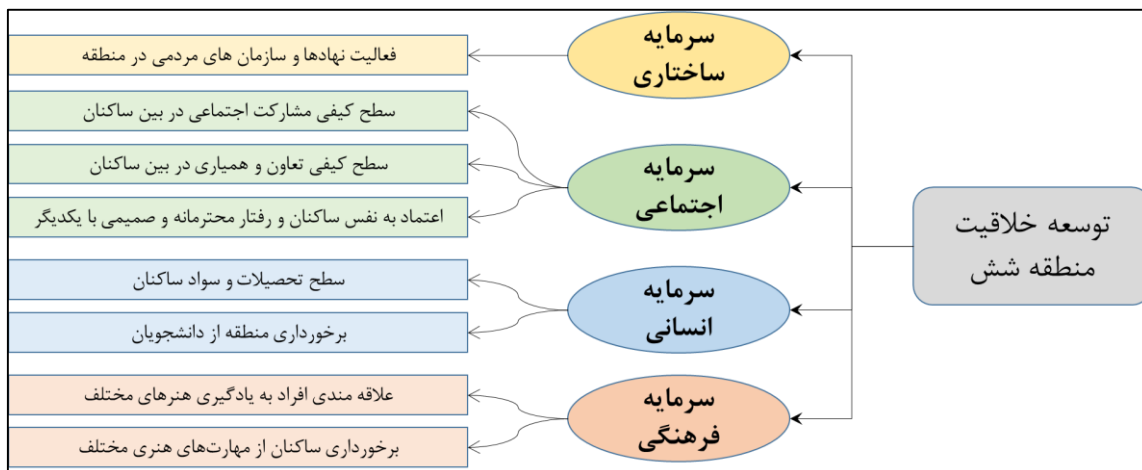 توسعه خلاقیت
منطقه شش
سرمایه
ساختاری
فعالیت نهادها و سازمان های مردمی در منطقه
سرمایه
اجتماعی
سطح کیفی مشارکت اجتماعی در بین ساکنان
سطح کیفی تعاون و همیاری در بین ساکنان
اعتماد به نفس ساکنان و رفتار محترمانه و صمیمی با یکدیگر
سرمایه
انسانی
سطح تحصیلات و سواد ساکنان
برخورداری منطقه از دانشجویان
سرمایه
فرهنگی
علاقه مندی افراد به یادگیری هنرهای مختلف
برخورداری ساکنان از مهارت‌های هنری مختلف